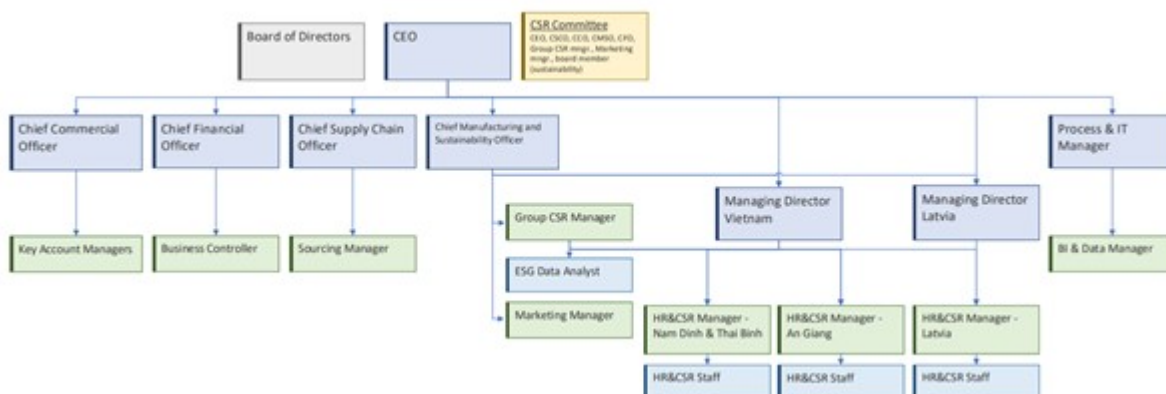 Board of Directors
CEO
CSR Committee
CEO, CSCO, CCO, CMSO, CFO,
Group CSR mngr., Marketing
mngr., board member
(sustainability)
Chief Commercial
Officer
Chief Financial
Officer
Chief Supply Chain
Officer
Chief Manufacturing and
Sustainability Officer
Process & IT
Manager
Managing Director
Vietnam
Managing Director
Latvia
Key Account Managers
Business Controller
Sourcing Manager
Group CSR Manager
BI & Data Manager
ESG Data Analyst
Marketing Manager
HR&CSR Manager -
Nam Dinh & Thai Binh
HR&CSR Manager -
An Giang
HR&CSR Manager -
Latvia
HR&CSR Staff
HR&CSR Staff
HR&CSR Staff